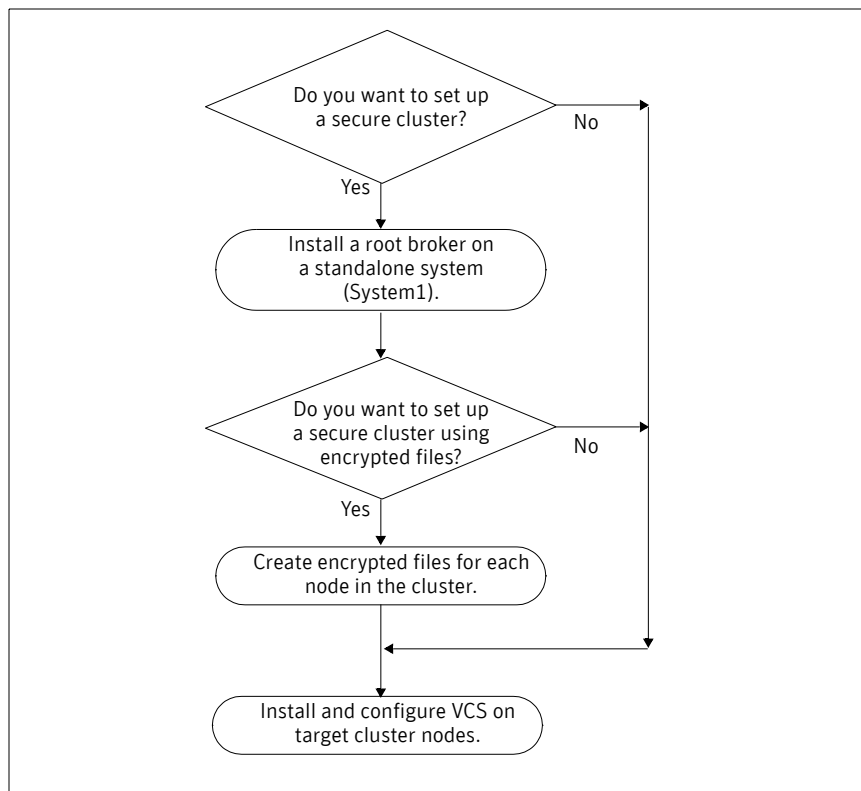 Do you want to set up
a secure cluster?
No
Yes
Install a root broker on
a standalone system
(System1).
Do you want to set up
a secure cluster using
encrypted files?
No
Yes
Create encrypted files for each
node in the cluster.
Install and configure VCS on
target cluster nodes.